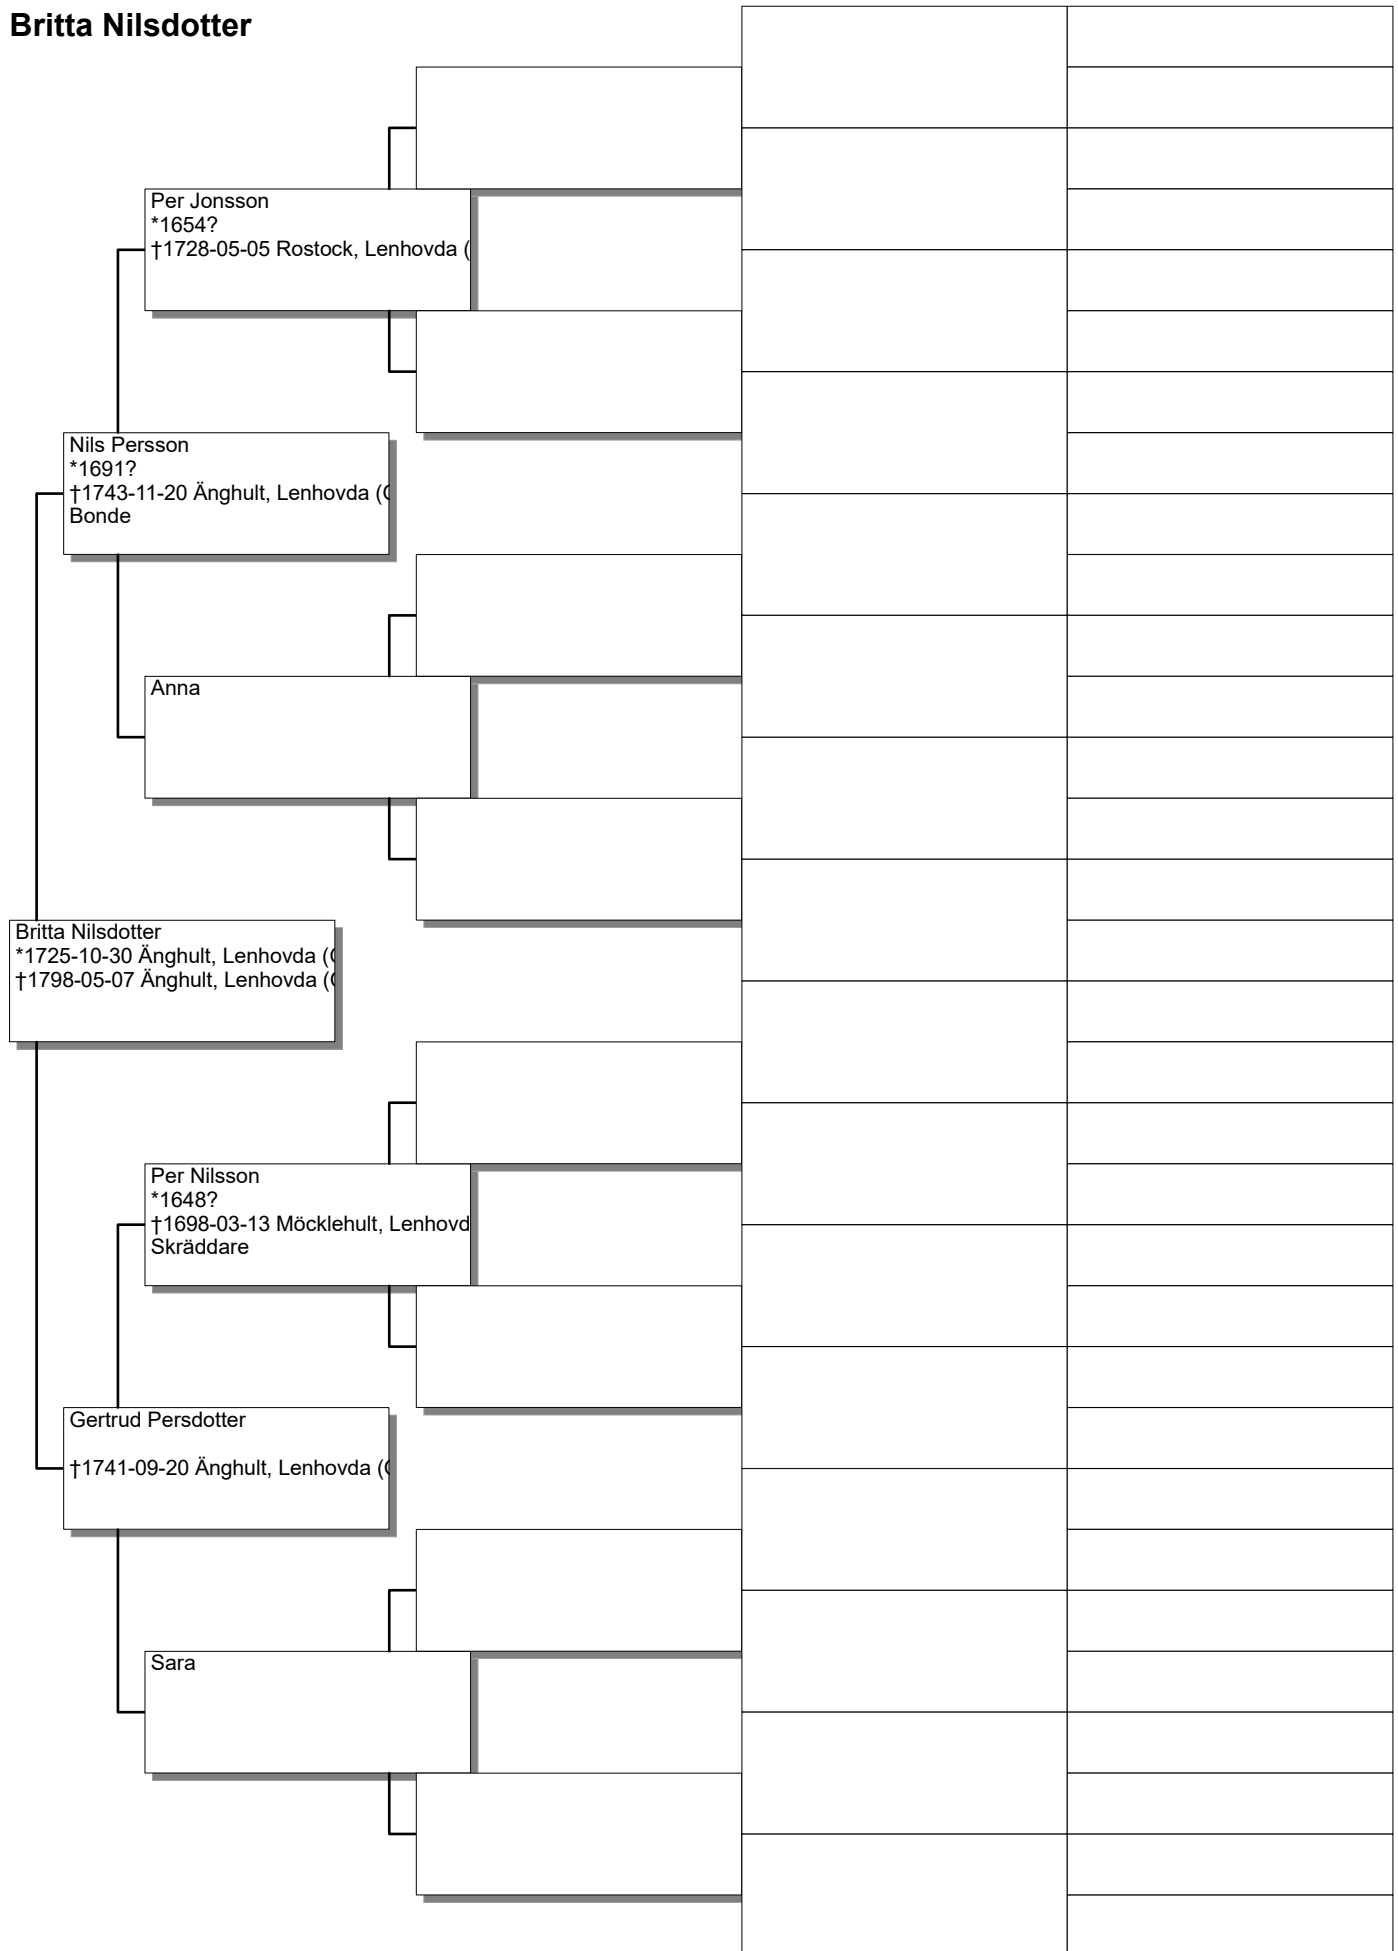 Britta Nilsdotter
Per Jonsson
*1654?
†1728-05-05 Rostock, Lenhovda (
Nils Persson
*1691?
†1743-11-20 Änghult, Lenhovda (
Bonde
Anna
Britta Nilsdotter
*1725-10-30 Änghult, Lenhovda (
†1798-05-07 Änghult, Lenhovda (
Per Nilsson
*1648?
†1698-03-13 Möcklehult, Lenhovd
Skräddare
Gertrud Persdotter
†1741-09-20 Änghult, Lenhovda (
Sara